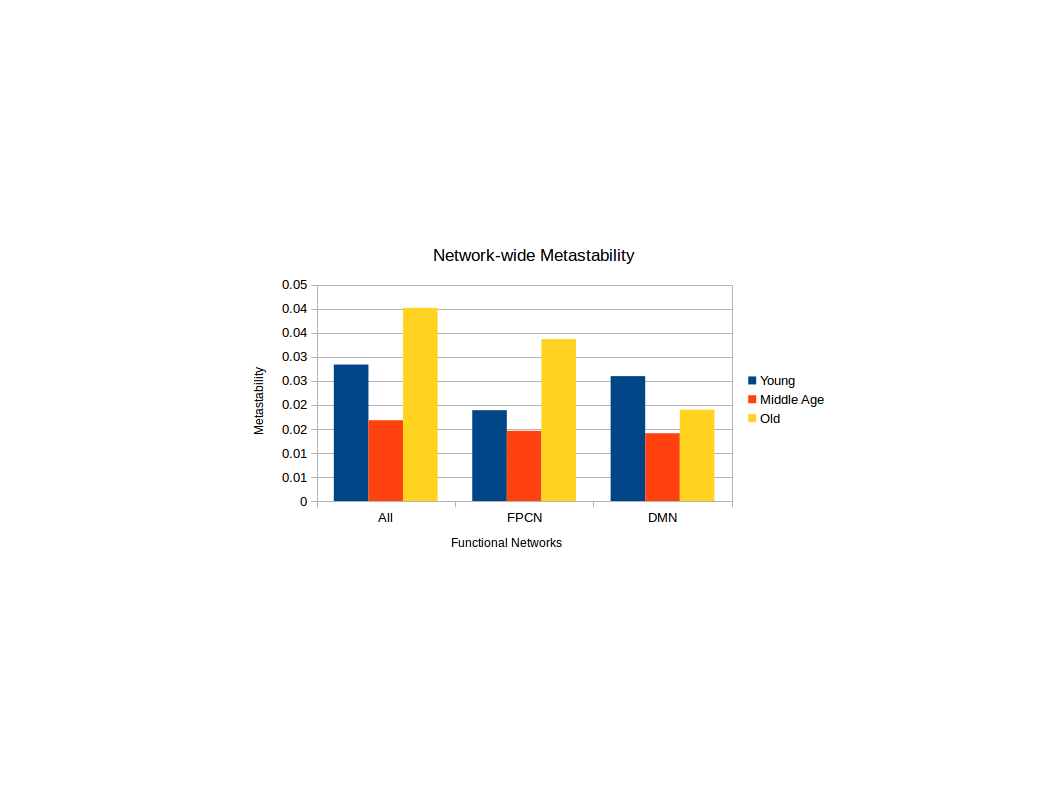 Network-wide Metastability
0.05
0.04
0.04
0.03
0.03
0.02
0.02
0.01
0.01
0
Metastability
All FPCN DMN
Functional Networks
Young
Middle Age
Old